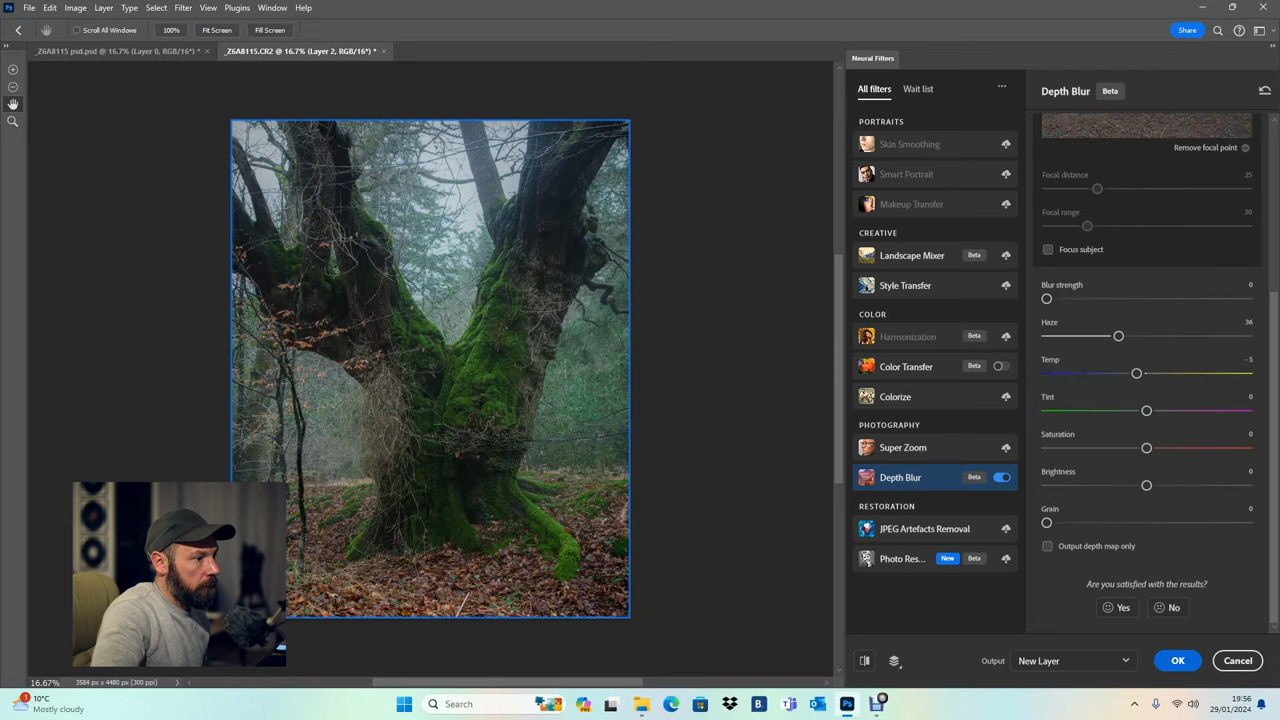 Ps File Edit Image Layer Type Select Filter View Plugins Window Help
Scroll All Windows 100% Fit Screen Fill Screen Share
_Z6A8115 psd.psd @ 16.7% (Layer 0, RGB/16*) * × _Z6A8115.CR2 @ 16.7% (Layer 2, RGB/16*) * ×
Neural Filters
All filters Wait list ...
PORTRAITS
Skin Smoothing
Smart Portrait
Makeup Transfer
CREATIVE
Landscape Mixer Beta
Style Transfer
COLOR
Harmonization Beta
Color Transfer Beta
Colorize
PHOTOGRAPHY
Super Zoom
Depth Blur Beta
RESTORATION
JPEG Artefacts Removal
Photo Res... New Beta
Depth Blur Beta
Remove focal point
Focal distance 25
Focal range 20
Focus subject
Blur strength 0
Haze 36
Temp -5
Tint 0
Saturation 0
Brightness 0
Grain 0
Output depth map only
Are you satisfied with the results?
Yes No
Output New Layer OK Cancel
16.67% 3584 px x 4480 px (300 ppi)
1
10°C
Mostly cloudy
Search
B.
Ps
19:56
29/01/2024